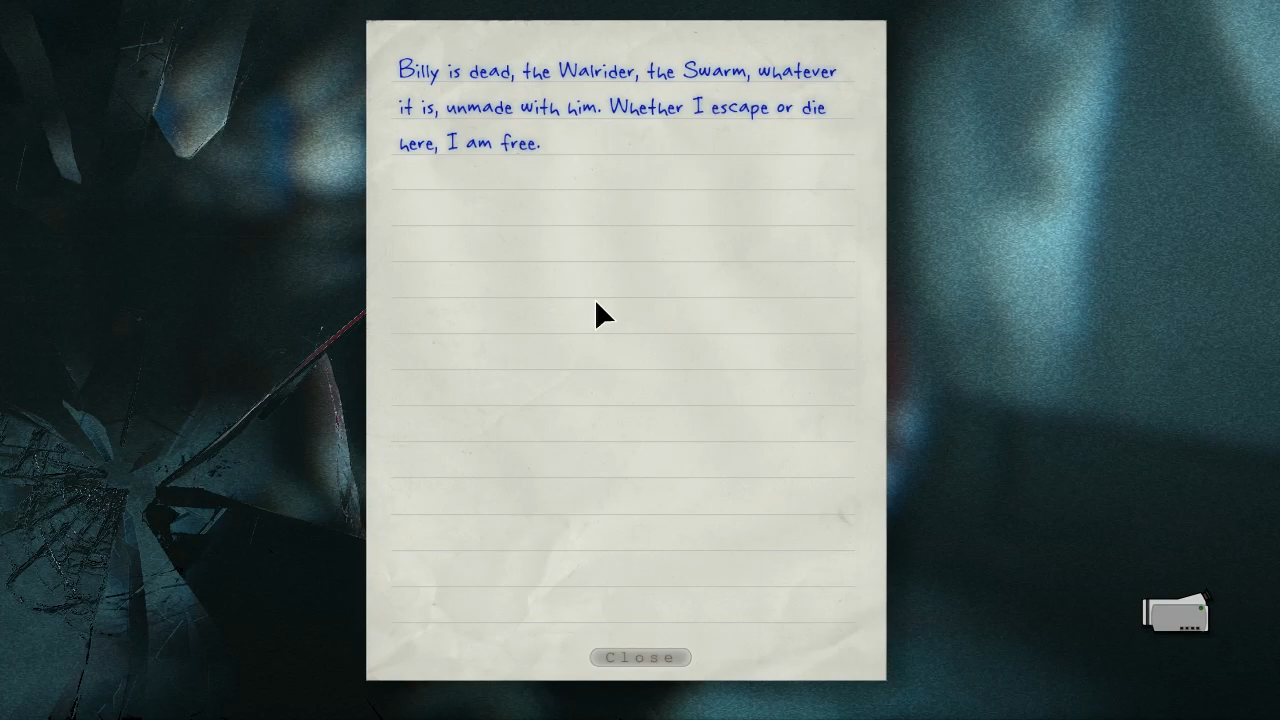 Billy is dead, the Walrider, the Swarm, whatever
it is, unmade with him. Whether I escape or die
here, I am free.
Close